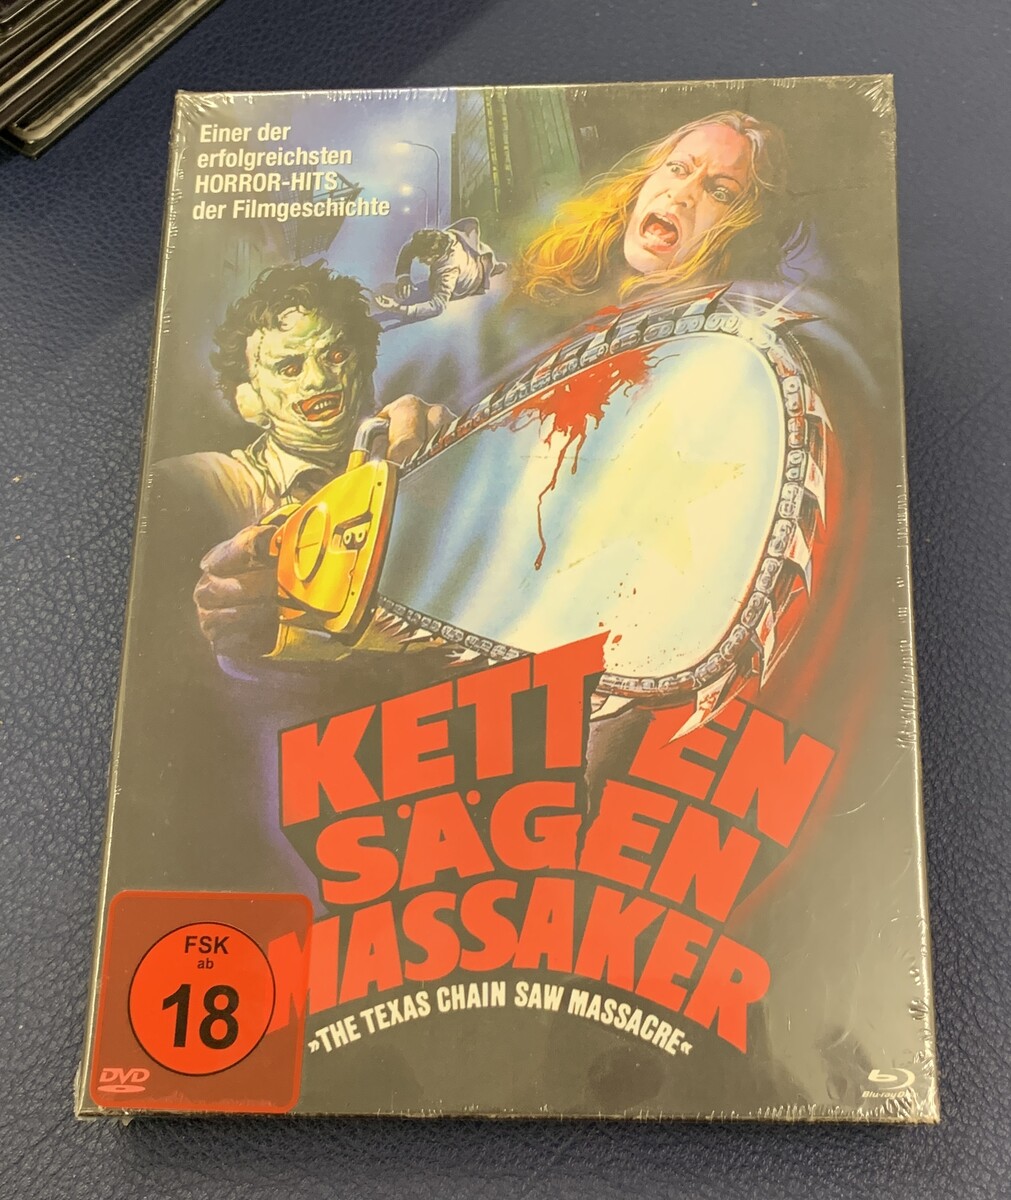 Einer der
erfolgreichsten
HORROR-HITS
der Filmgeschichte
KETTEN
SÄGEN
MASSAKER
»THE TEXAS CHAIN SAW MASSACRE«
FSK
ab
18
DVD
Blu-ray Disc